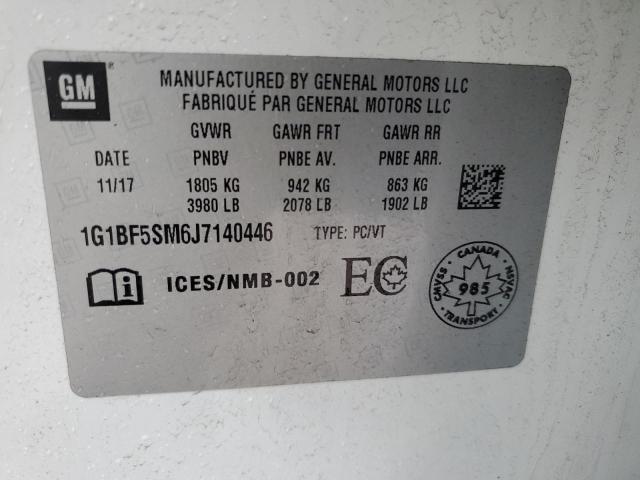 GM
MANUFACTURED BY GENERAL MOTORS LLC
FABRIQUÉ PAR GENERAL MOTORS LLC
GVWR GAWR FRT GAWR RR
DATE PNBV PNBE AV. PNBE ARR.
11/17 1805 KG 942 KG 863 KG
3980 LB 2078 LB 1902 LB
1G1BF5SM6J7140446 TYPE: PC/VT
ICES/NMB-002 EC
CANADA
CMVSS 985 NSVAC
TRANSPORT